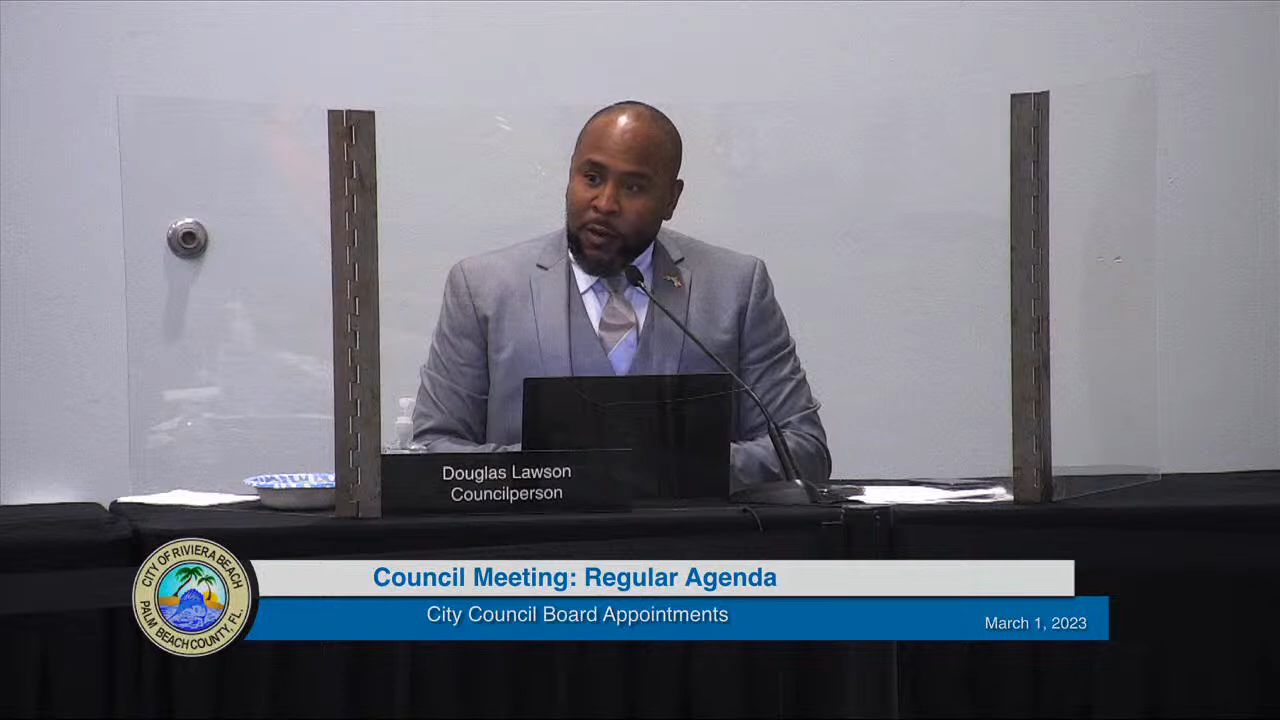 Douglas Lawson
Councilperson
CITY OF RIVIERA BEACH
PALM BEACH COUNTY, FL.
Council Meeting: Regular Agenda
City Council Board Appointments
March 1, 2023